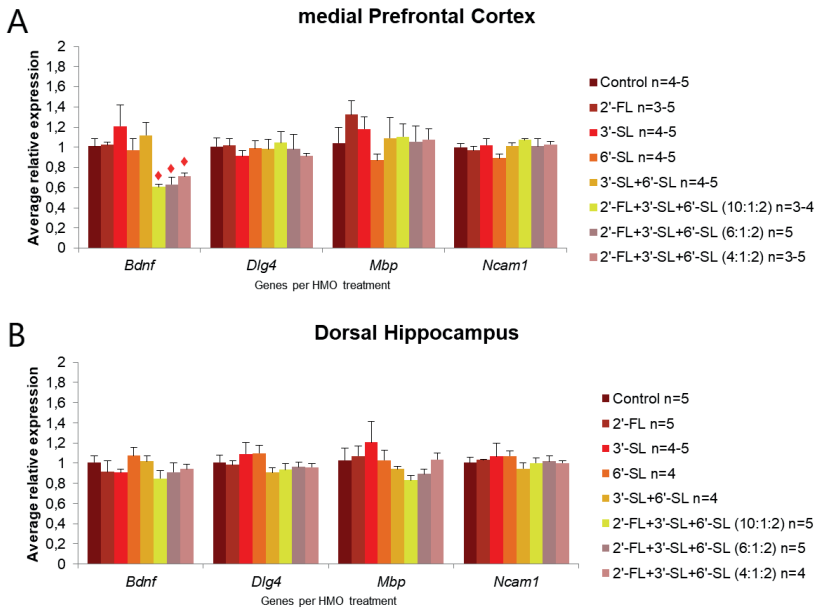 A
medial Prefrontal Cortex
Average relative expression
2
1,8
1,6
1,4
1,2
1
0,8
0,6
0,4
0,2
0
Bdnf Dlg4 Mbp Ncam1
Genes per HMO treatment
Control n=4-5
2'-FL n=3-5
3'-SL n=4-5
6'-SL n=4-5
3'-SL+6'-SL n=4-5
2'-FL+3'-SL+6'-SL (10:1:2) n=3-4
2'-FL+3'-SL+6'-SL (6:1:2) n=5
2'-FL+3'-SL+6'-SL (4:1:2) n=3-5
B
Dorsal Hippocampus
Average relative expression
2
1,8
1,6
1,4
1,2
1
0,8
0,6
0,4
0,2
0
Bdnf Dlg4 Mbp Ncam1
Genes per HMO treatment
Control n=5
2'-FL n=5
3'-SL n=4-5
6'-SL n=4
3'-SL+6'-SL n=4
2'-FL+3'-SL+6'-SL (10:1:2) n=5
2'-FL+3'-SL+6'-SL (6:1:2) n=5
2'-FL+3'-SL+6'-SL (4:1:2) n=4